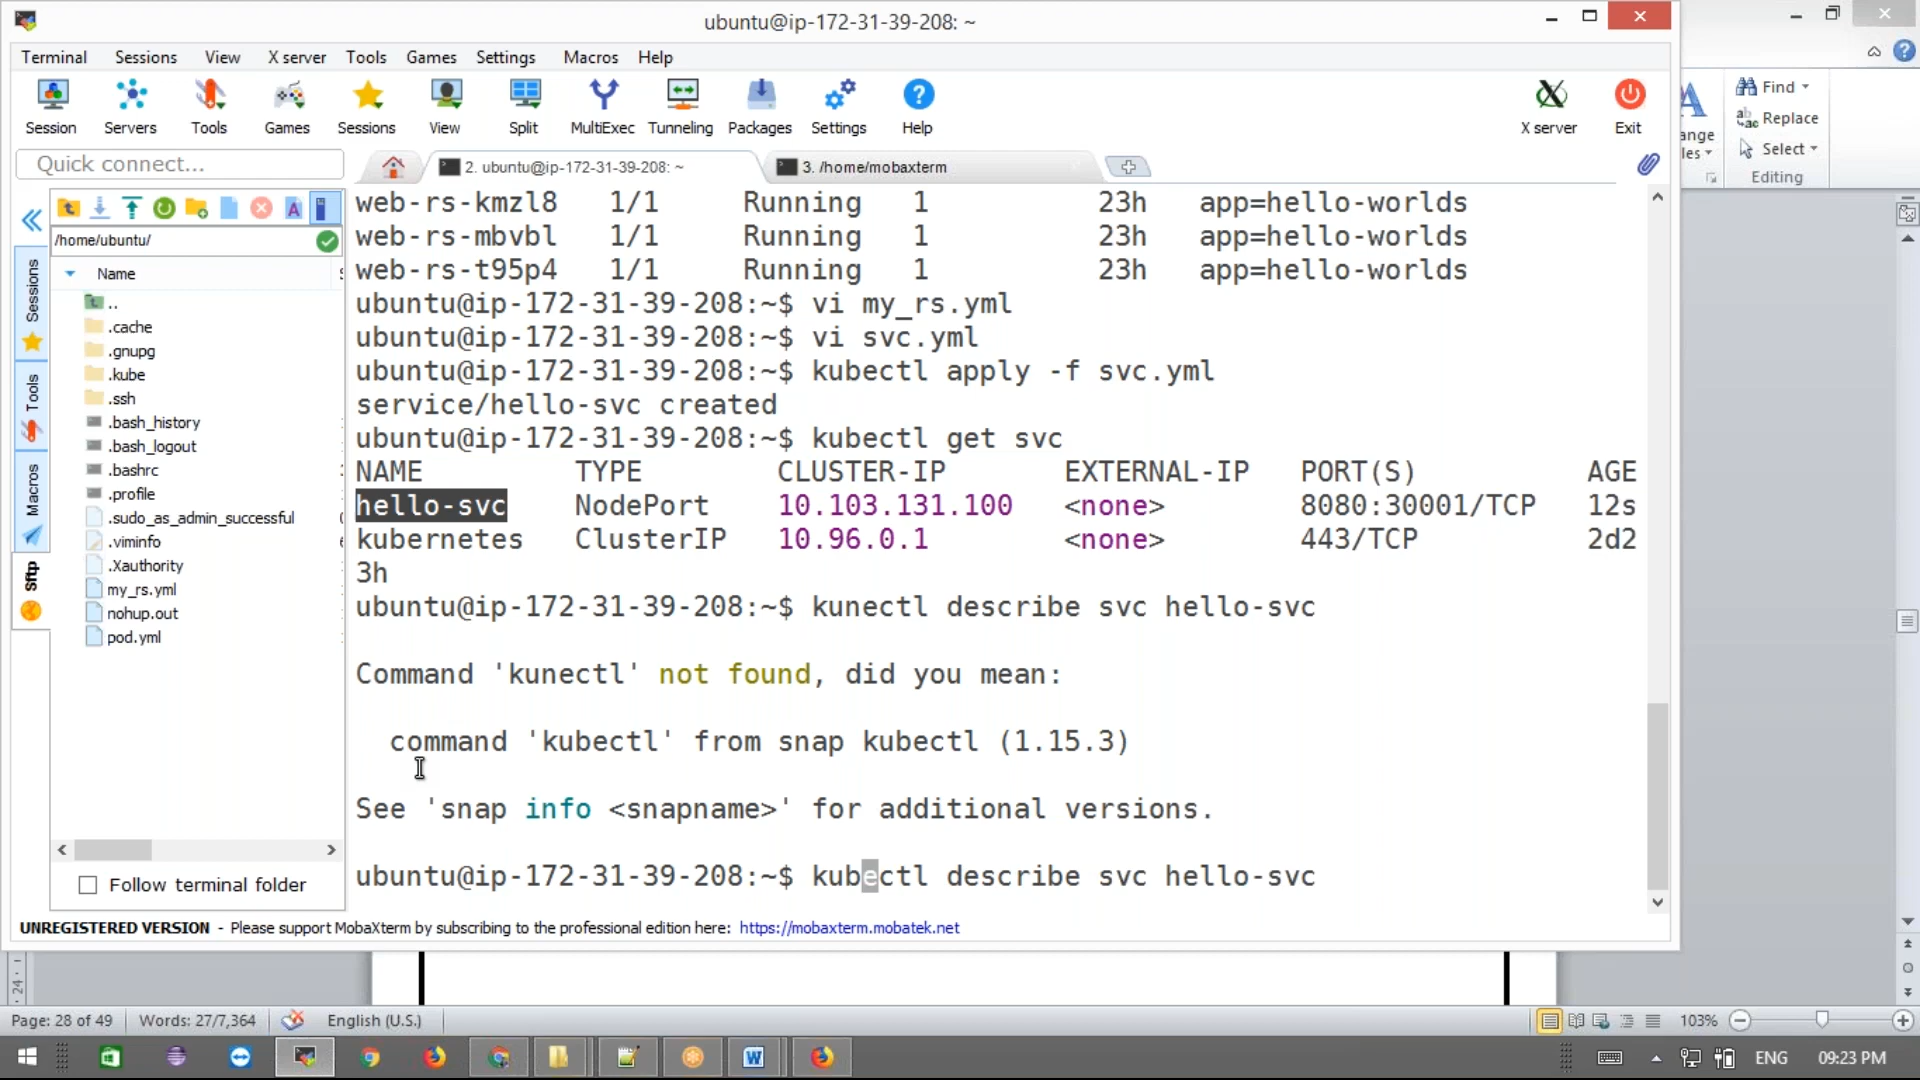 ubuntu@ip-172-31-39-208: ~
Terminal Sessions View X server Tools Games Settings Macros Help
Session Servers Tools Games Sessions View Split MultiExec Tunneling Packages Settings Help X server Exit
Find
Replace
Select
Editing
Quick connect...
2. ubuntu@ip-172-31-39-208: ~
3. /home/mobaxterm
/home/ubuntu/
Name
..
.cache
.gnupg
.kube
.ssh
.bash_history
.bash_logout
.bashrc
.profile
.sudo_as_admin_successful
.viminfo
.Xauthority
my_rs.yml
nohup.out
pod.yml
Follow terminal folder
Sessions
Tools
Macros
Sftp
web-rs-kmzl8 1/1 Running 1 23h app=hello-worlds
web-rs-mbvbl 1/1 Running 1 23h app=hello-worlds
web-rs-t95p4 1/1 Running 1 23h app=hello-worlds
ubuntu@ip-172-31-39-208:~$ vi my_rs.yml
ubuntu@ip-172-31-39-208:~$ vi svc.yml
ubuntu@ip-172-31-39-208:~$ kubectl apply -f svc.yml
service/hello-svc created
ubuntu@ip-172-31-39-208:~$ kubectl get svc
NAME TYPE CLUSTER-IP EXTERNAL-IP PORT(S) AGE
hello-svc NodePort 10.103.131.100 <none> 8080:30001/TCP 12s
kubernetes ClusterIP 10.96.0.1 <none> 443/TCP 2d2
3h
ubuntu@ip-172-31-39-208:~$ kunectl describe svc hello-svc
Command 'kunectl' not found, did you mean:
command 'kubectl' from snap kubectl (1.15.3)
See 'snap info <snapname>' for additional versions.
ubuntu@ip-172-31-39-208:~$ kubectl describe svc hello-svc
UNREGISTERED VERSION - Please support MobaXterm by subscribing to the professional edition here: https://mobaxterm.mobatek.net
Page: 28 of 49 Words: 27/7,364 English (U.S.) 103%
ENG 09:23 PM